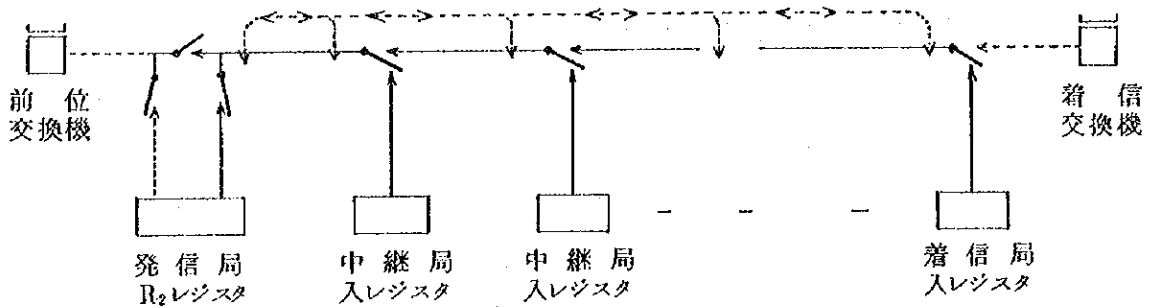 前位
交換機
着信
交換機
発信局
R₂レジスタ
中継局
入レジスタ
中継局
入レジスタ
着信局
入レジスタ